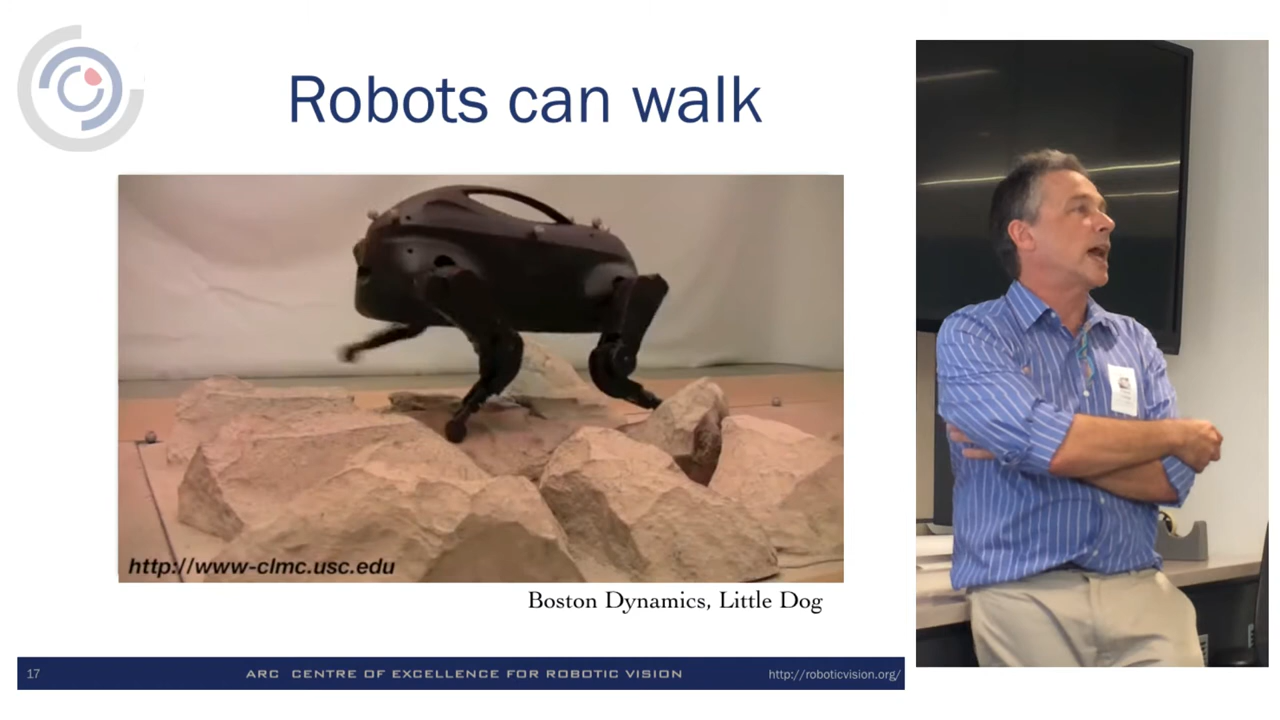 Robots can walk
http://www-clmc.usc.edu
Boston Dynamics, Little Dog
17
ARC CENTRE OF EXCELLENCE FOR ROBOTIC VISION
http://roboticvision.org/